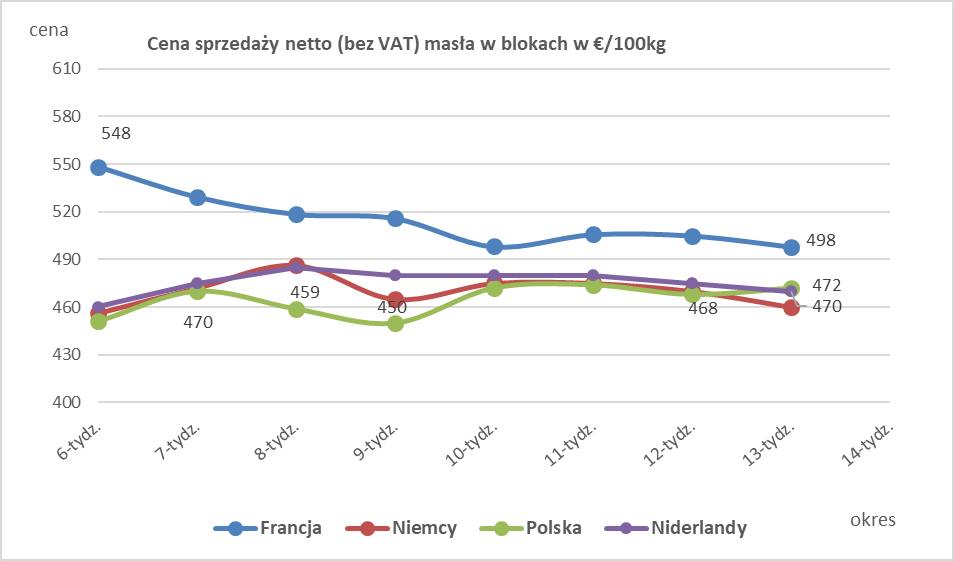 cena
Cena sprzedaży netto (bez VAT) masła w blokach w €/100kg
610
580
550
520
490
460
430
400
548
470
459
450
468
498
472
470
6-tydz.
7-tydz.
8-tydz.
9-tydz.
10-tydz.
11-tydz.
12-tydz.
13-tydz.
14-tydz.
okres
Francja
Niemcy
Polska
Niderlandy